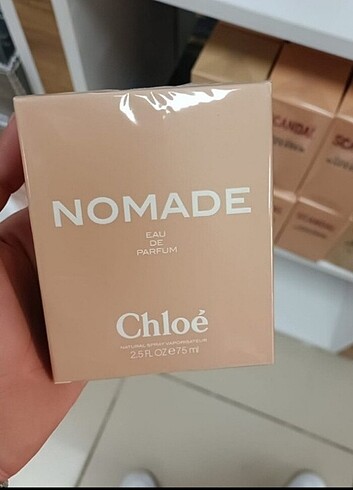 NOMADE
EAU
DE
PARFUM
Chloé
NATURAL SPRAY VAPORISATEUR
2.5 FL OZ e 75 ml
SCANDAL